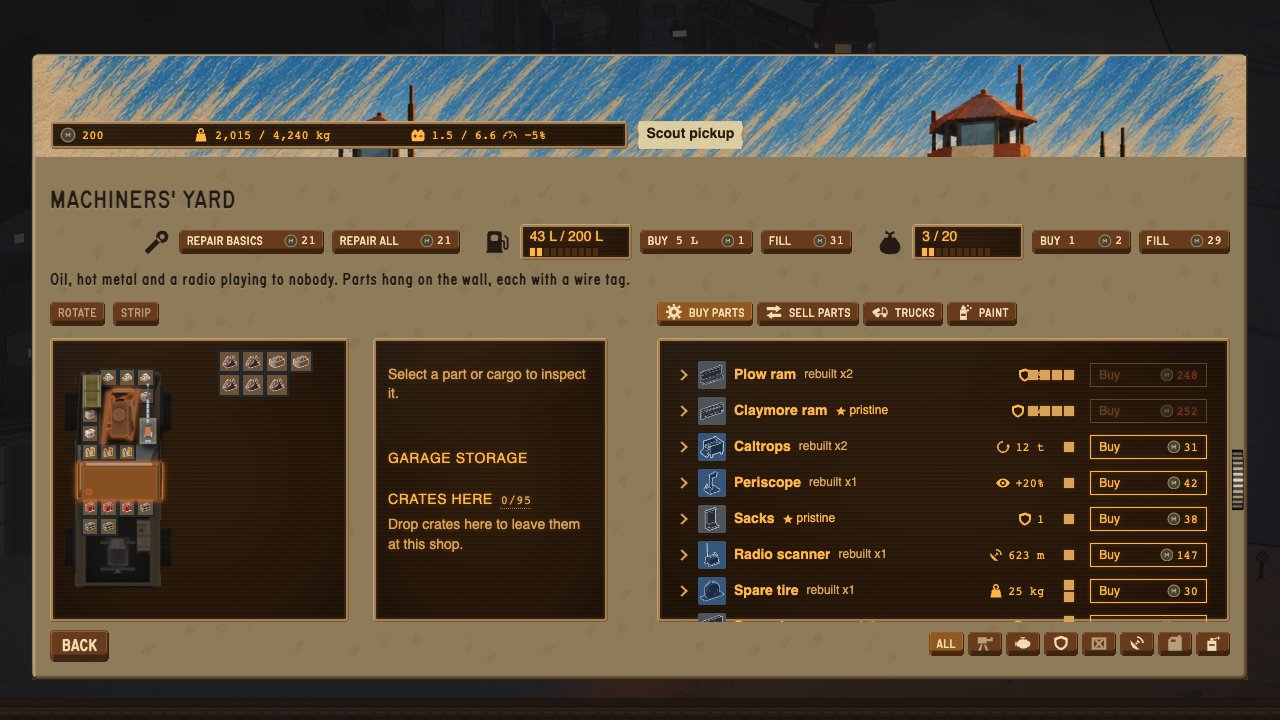 200
2,015 / 4,240 kg
1.5 / 6.6 -5%
Scout pickup
MACHINERS' YARD
REPAIR BASICS M 21
REPAIR ALL M 21
43 L / 200 L
BUY 5 L M 1
FILL M 31
3 / 20
BUY 1 M 2
FILL M 29
Oil, hot metal and a radio playing to nobody. Parts hang on the wall, each with a wire tag.
ROTATE
STRIP
BUY PARTS
SELL PARTS
TRUCKS
PAINT
Select a part or cargo to inspect
it.
GARAGE STORAGE
CRATES HERE 0/95
Drop crates here to leave them
at this shop.
Plow ram rebuilt x2 Buy M 248
Claymore ram ★ pristine Buy M 252
Caltrops rebuilt x2 12 t Buy M 31
Periscope rebuilt x1 +20% Buy M 42
Sacks ★ pristine 1 Buy M 38
Radio scanner rebuilt x1 623 m Buy M 147
Spare tire rebuilt x1 25 kg Buy M 30
BACK
ALL